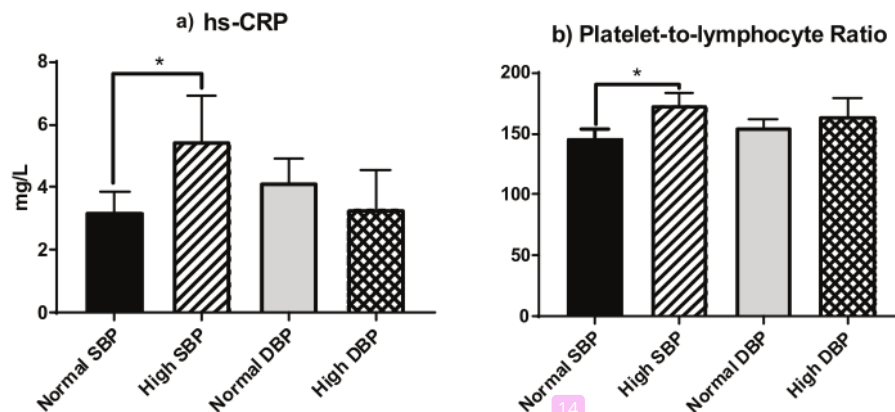 a) hs-CRP
8
6
4
2
0
mg/L
*
Normal SBP
High SBP
Normal DBP
High DBP
b) Platelet-to-lymphocyte Ratio
200
150
100
50
0
*
Normal SBP
High SBP
Normal DBP
High DBP
14